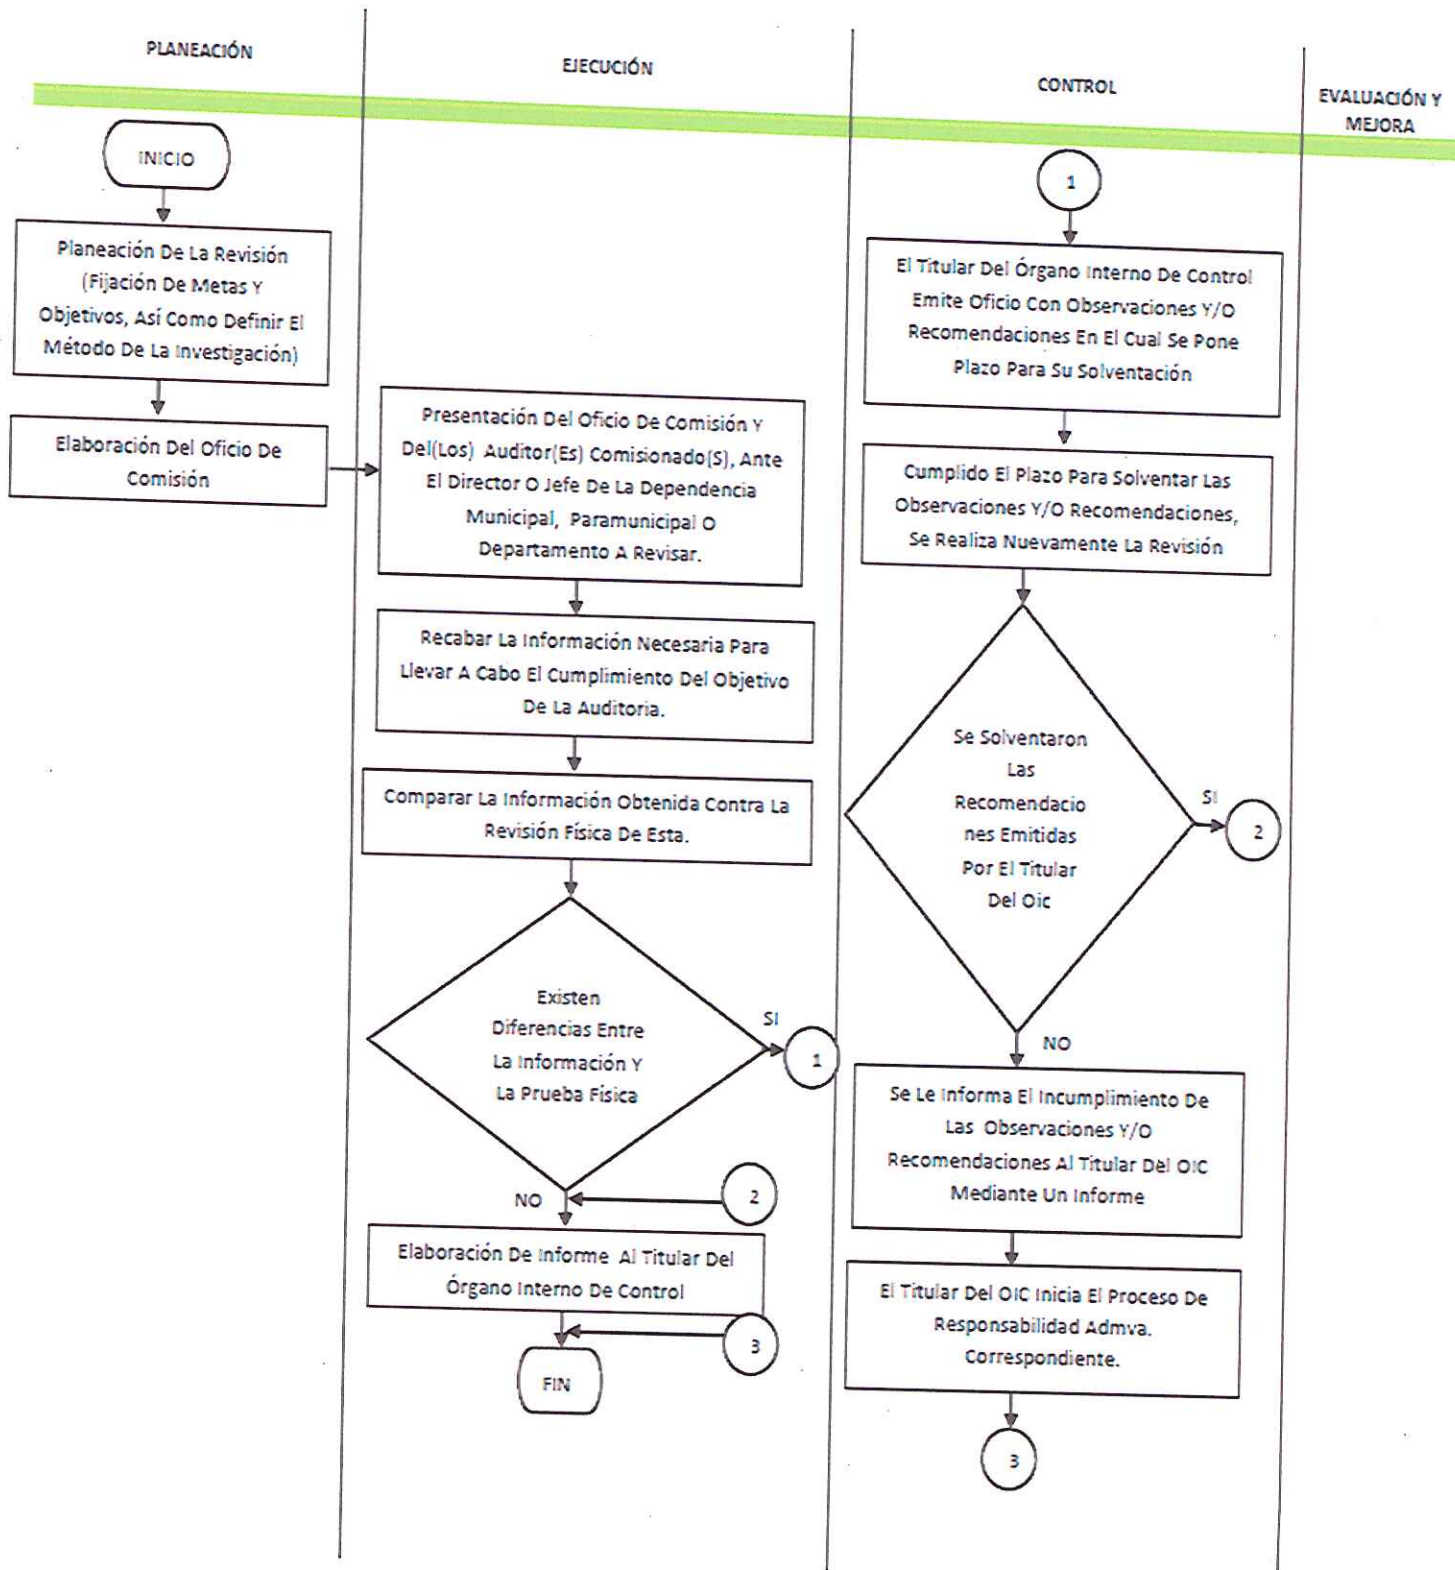 PLANEACIÓN
EJECUCIÓN
CONTROL
EVALUACIÓN Y
MEJORA
INICIO
Planeación De La Revisión
(Fijación De Metas Y
Objetivos, Así Como Definir El
Método De La Investigación)
Elaboración Del Oficio De
Comisión
Presentación Del Oficio De Comisión Y
Del(Los) Auditor(Es) Comisionado(S), Ante
El Director O Jefe De La Dependencia
Municipal, Paramunicipal O
Departamento A Revisar.
Recabar La Información Necesaria Para
Llevar A Cabo El Cumplimiento Del Objetivo
De La Auditoria.
Comparar La Información Obtenida Contra La
Revisión Física De Esta.
Existen
Diferencias Entre
La Información Y
La Prueba Física
SI
1
NO
2
Elaboración De Informe Al Titular Del
Órgano Interno De Control
3
FIN
1
El Titular Del Órgano Interno De Control
Emite Oficio Con Observaciones Y/O
Recomendaciones En El Cual Se Pone
Plazo Para Su Solventación
Cumplido El Plazo Para Solventar Las
Observaciones Y/O Recomendaciones,
Se Realiza Nuevamente La Revisión
Se Solventaron
Las
Recomendacio
nes Emitidas
Por El Titular
Del Oic
SI
2
NO
Se Le Informa El Incumplimiento De
Las Observaciones Y/O
Recomendaciones Al Titular Del OIC
Mediante Un Informe
El Titular Del OIC Inicia El Proceso De
Responsabilidad Admva.
Correspondiente.
3